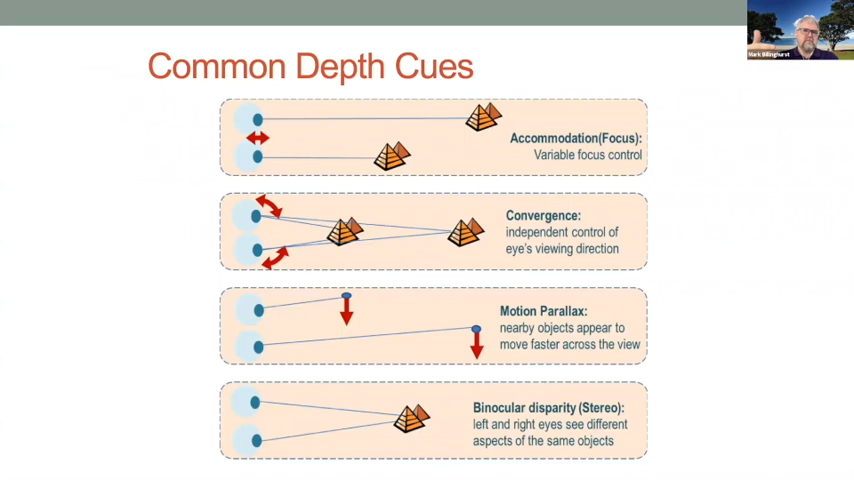 Mark Billinghurst
Common Depth Cues
Accommodation(Focus):
Variable focus control
Convergence:
independent control of
eye's viewing direction
Motion Parallax:
nearby objects appear to
move faster across the view
Binocular disparity (Stereo):
left and right eyes see different
aspects of the same objects